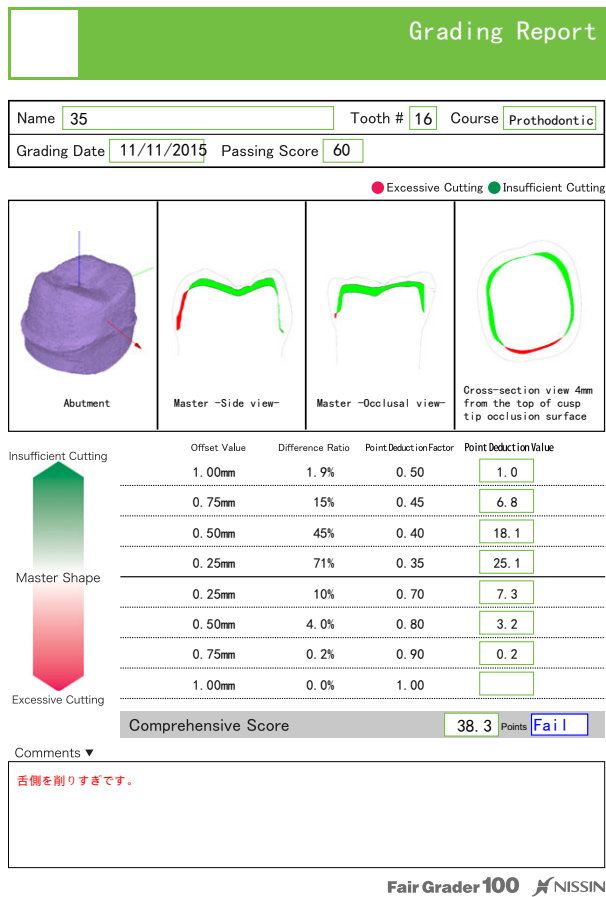 Grading Report
Name 35 Tooth # 16 Course Prothodontic
Grading Date 11/11/2015 Passing Score 60
Excessive Cutting Insufficient Cutting
Abutment
Master -Side view-
Master -Occlusal view-
Cross-section view 4mm
from the top of cusp
tip occlusion surface
Insufficient Cutting
Master Shape
Excessive Cutting
Offset Value Difference Ratio Point Deduction Factor Point Deduction Value
1.00mm 1.9% 0.50 1.0
0.75mm 15% 0.45 6.8
0.50mm 45% 0.40 18.1
0.25mm 71% 0.35 25.1
0.25mm 10% 0.70 7.3
0.50mm 4.0% 0.80 3.2
0.75mm 0.2% 0.90 0.2
1.00mm 0.0% 1.00
Comprehensive Score 38.3 Points Fail
Comments ▼
舌側を削りすぎです。
Fair Grader 100 NISSIN